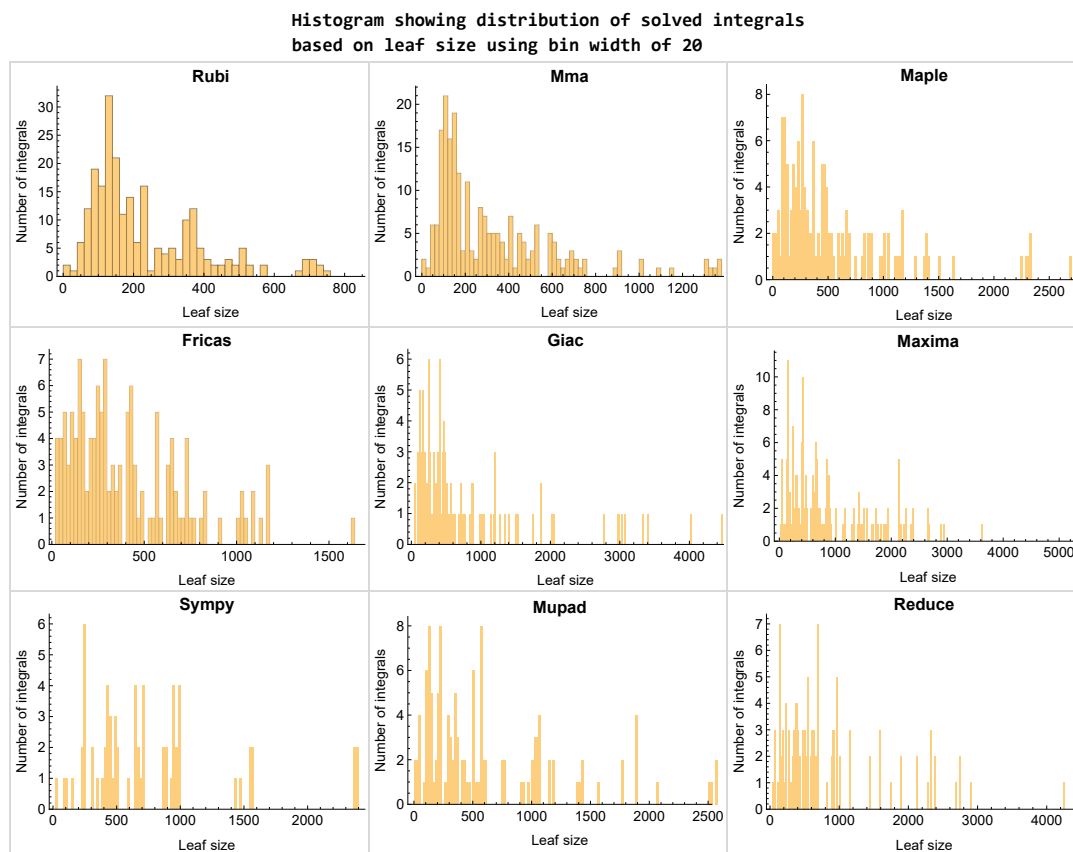 Histogram showing distribution of solved integrals
based on leaf size using bin width of 20
Rubi
Number of integrals
30
25
20
15
10
5
0
0 200 400 600 800
Leaf size
Mma
Number of integrals
20
15
10
5
0
0 200 400 600 800 1000 1200
Leaf size
Maple
Number of integrals
8
6
4
2
0
0 500 1000 1500 2000 2500
Leaf size
Fricas
Number of integrals
7
6
5
4
3
2
1
0
0 500 1000 1500
Leaf size
Giac
Number of integrals
6
5
4
3
2
1
0
0 1000 2000 3000 4000
Leaf size
Maxima
Number of integrals
10
8
6
4
2
0
0 1000 2000 3000 4000 5000
Leaf size
Sympy
Number of integrals
6
5
4
3
2
1
0
0 500 1000 1500 2000
Leaf size
Mupad
Number of integrals
8
6
4
2
0
0 500 1000 1500 2000 2500
Leaf size
Reduce
Number of integrals
7
6
5
4
3
2
1
0
0 1000 2000 3000 4000
Leaf size